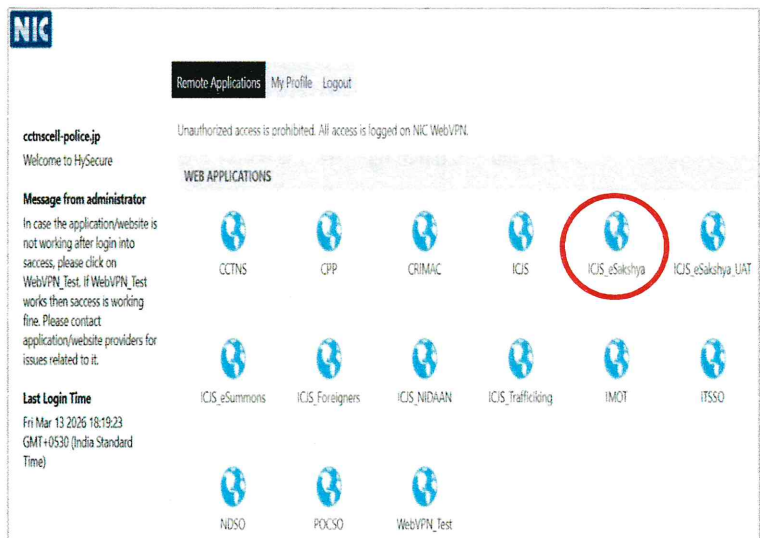 NIC
Remote Applications My Profile Logout
cctnscell-police.jp
Welcome to HySecure
Message from administrator
In case the application/website is
not working after login into
saccess, please click on
WebVPN_Test. If WebVPN_Test
works then saccess is working
fine. Please contact
application/website providers for
issues related to it.
Last Login Time
Fri Mar 13 2026 18:19:23
GMT+0530 (India Standard
Time)
Unauthorized access is prohibited. All access is logged on NIC WebVPN.
WEB APPLICATIONS
CCTNS CPP CRIMAC ICJS ICJS_eSakshya ICJS_eSakshya_UAT
ICJS_eSummons ICJS_Foreigners ICJS_NIDAAN ICJS_Trafficiking IMOT ITSSO
NDSO POCSO WebVPN_Test